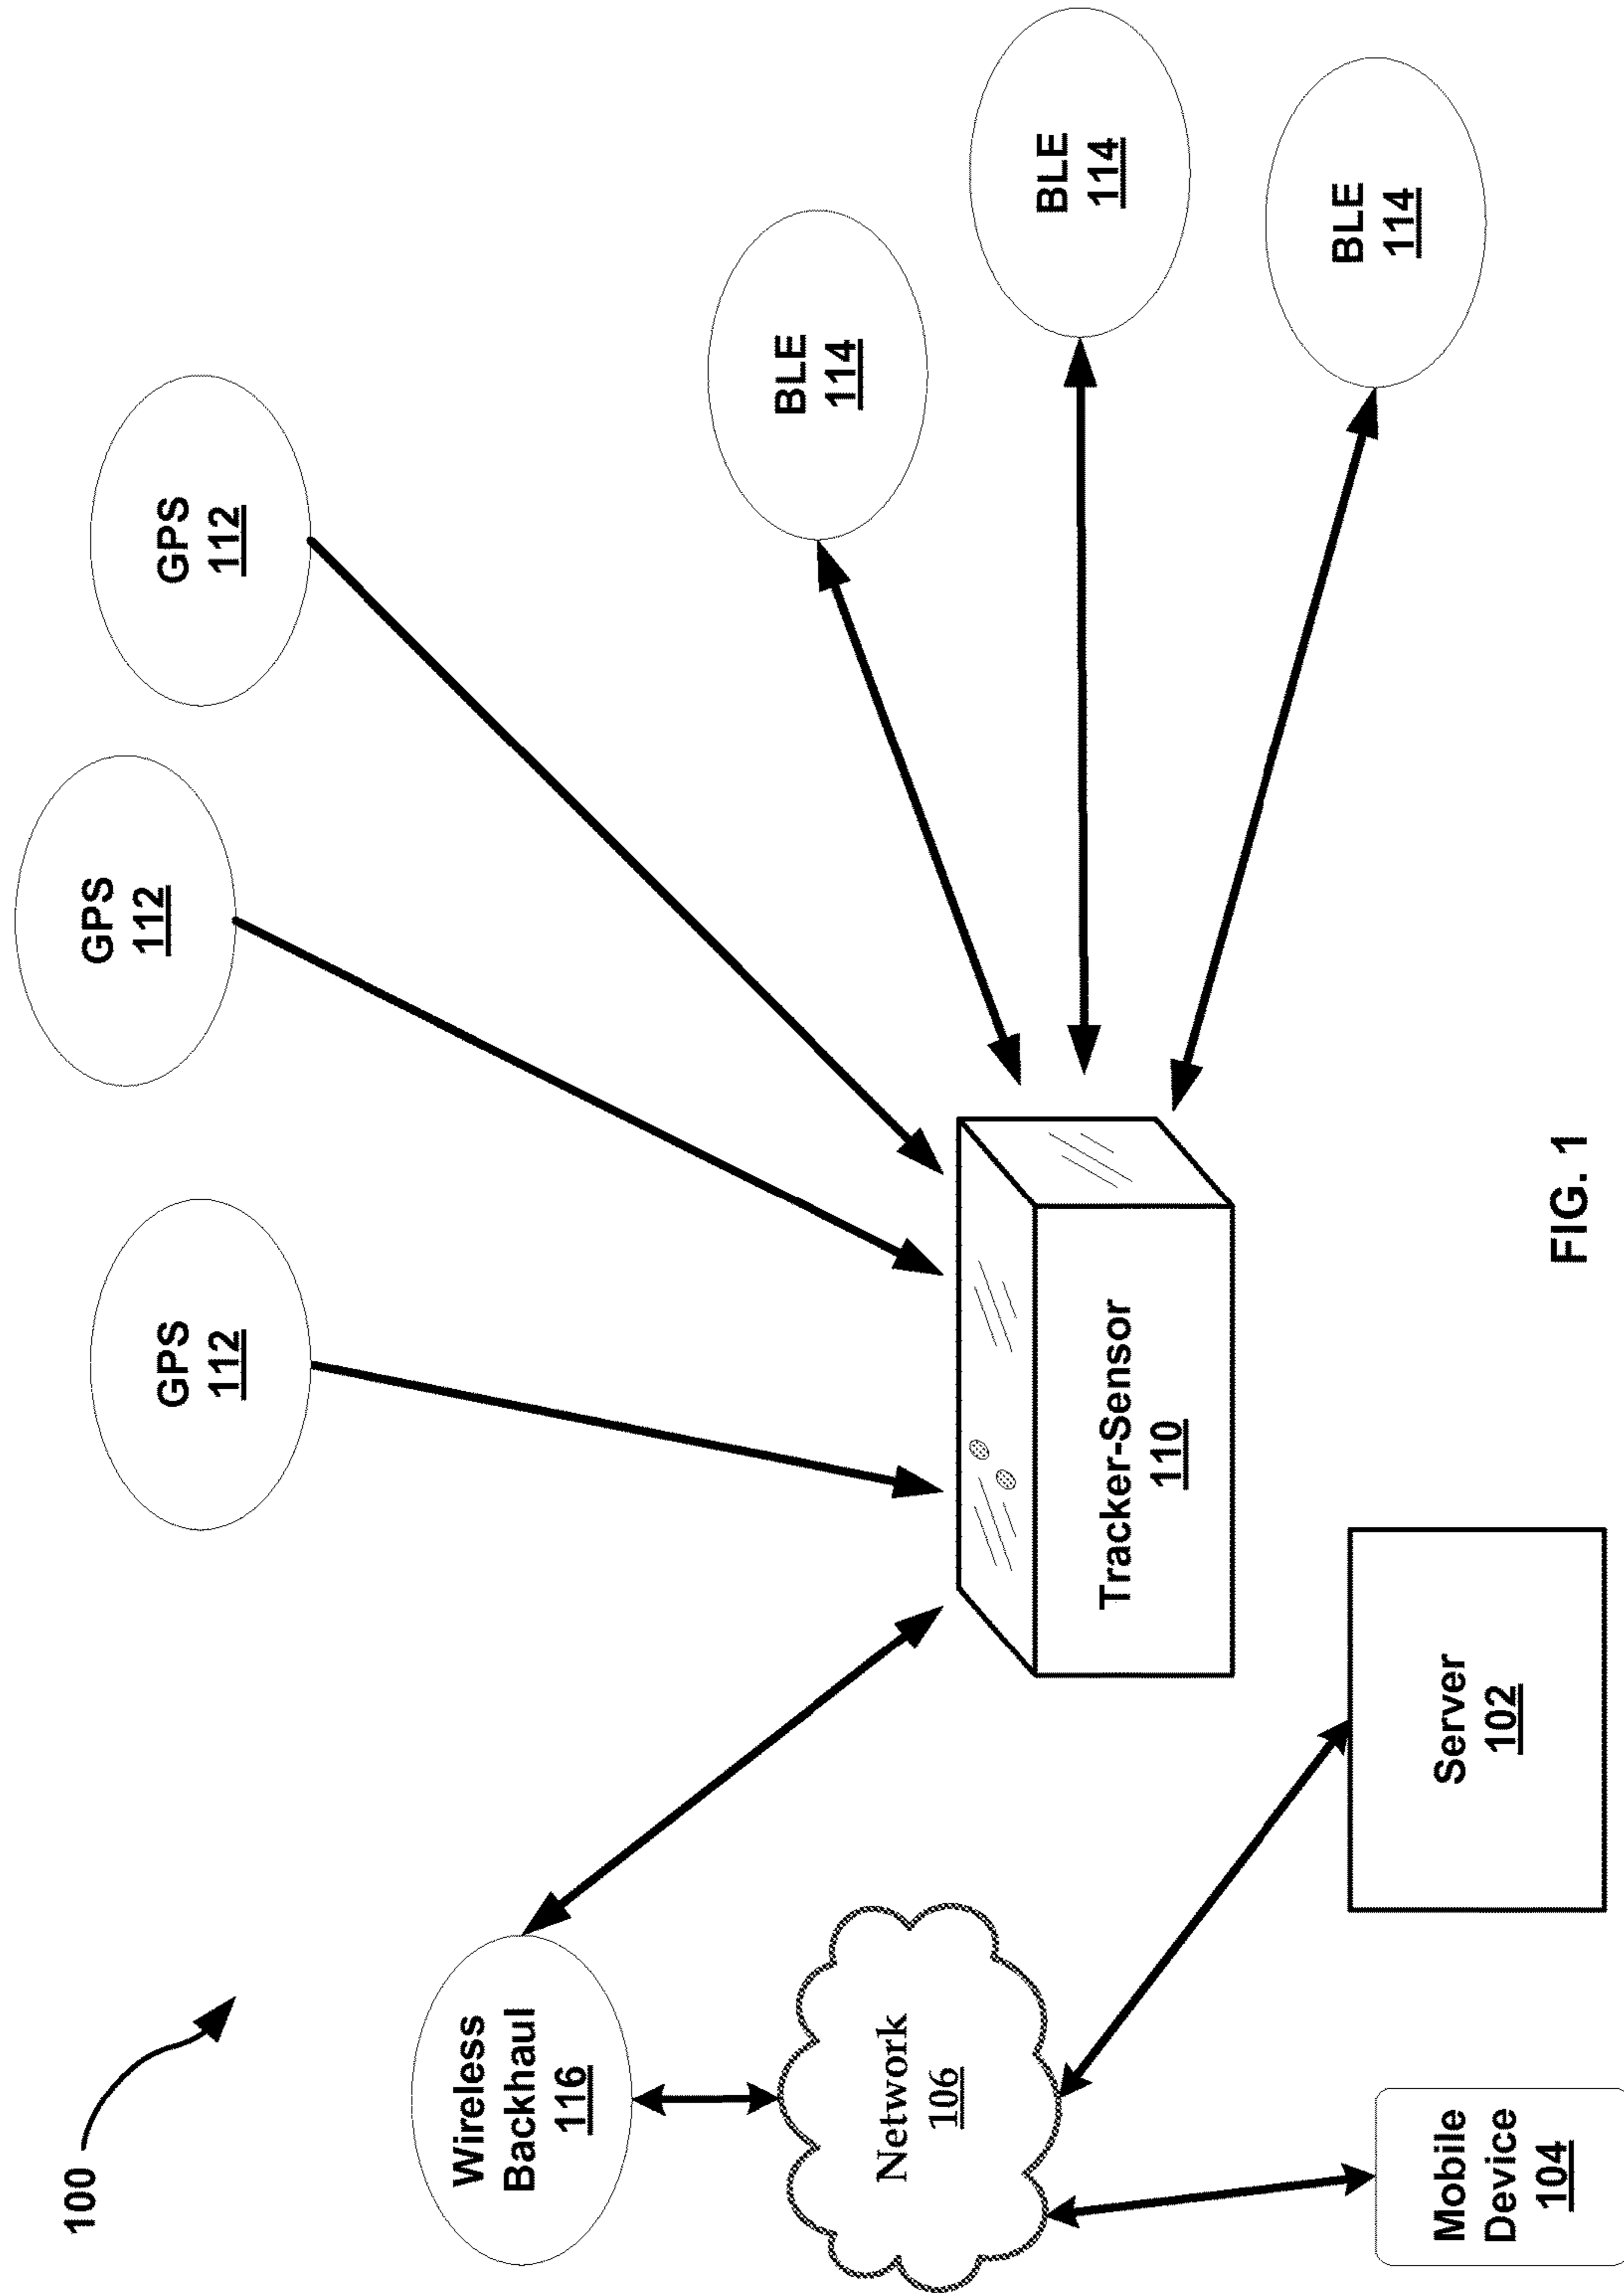 100
GPS
112
GPS
112
GPS
112
Wireless
Backhaul
116
BLE
114
BLE
114
BLE
114
Network
106
Tracker-Sensor
110
Mobile
Device
104
Server
102
FIG. 1